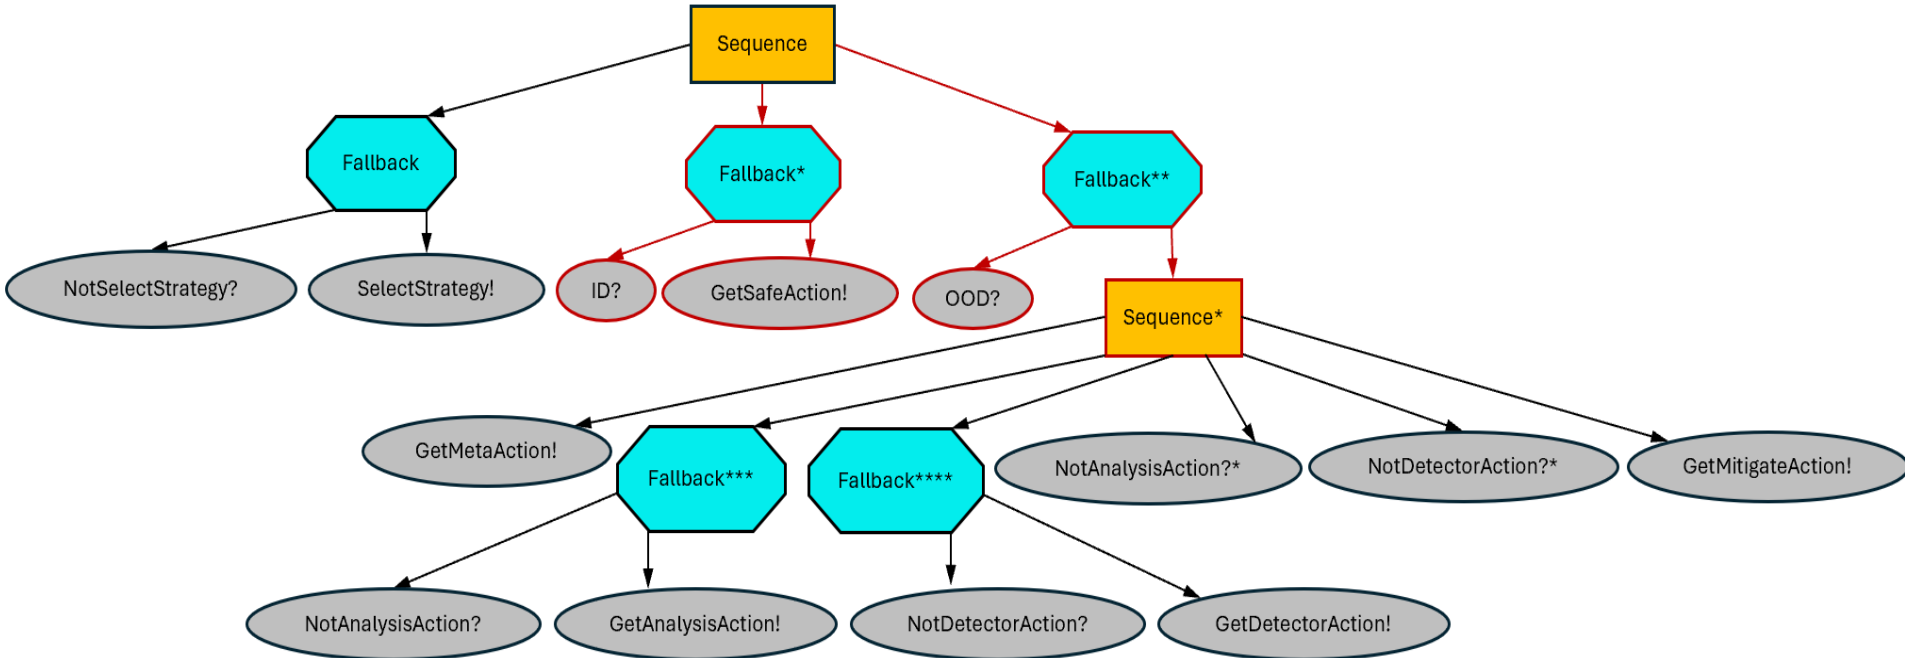 Sequence
Fallback
Fallback*
Fallback**
NotSelectStrategy?
SelectStrategy!
ID?
GetSafeAction!
OOD?
Sequence*
GetMetaAction!
Fallback***
Fallback****
NotAnalysisAction?*
NotDetectorAction?*
GetMitigateAction!
NotAnalysisAction?
GetAnalysisAction!
NotDetectorAction?
GetDetectorAction!